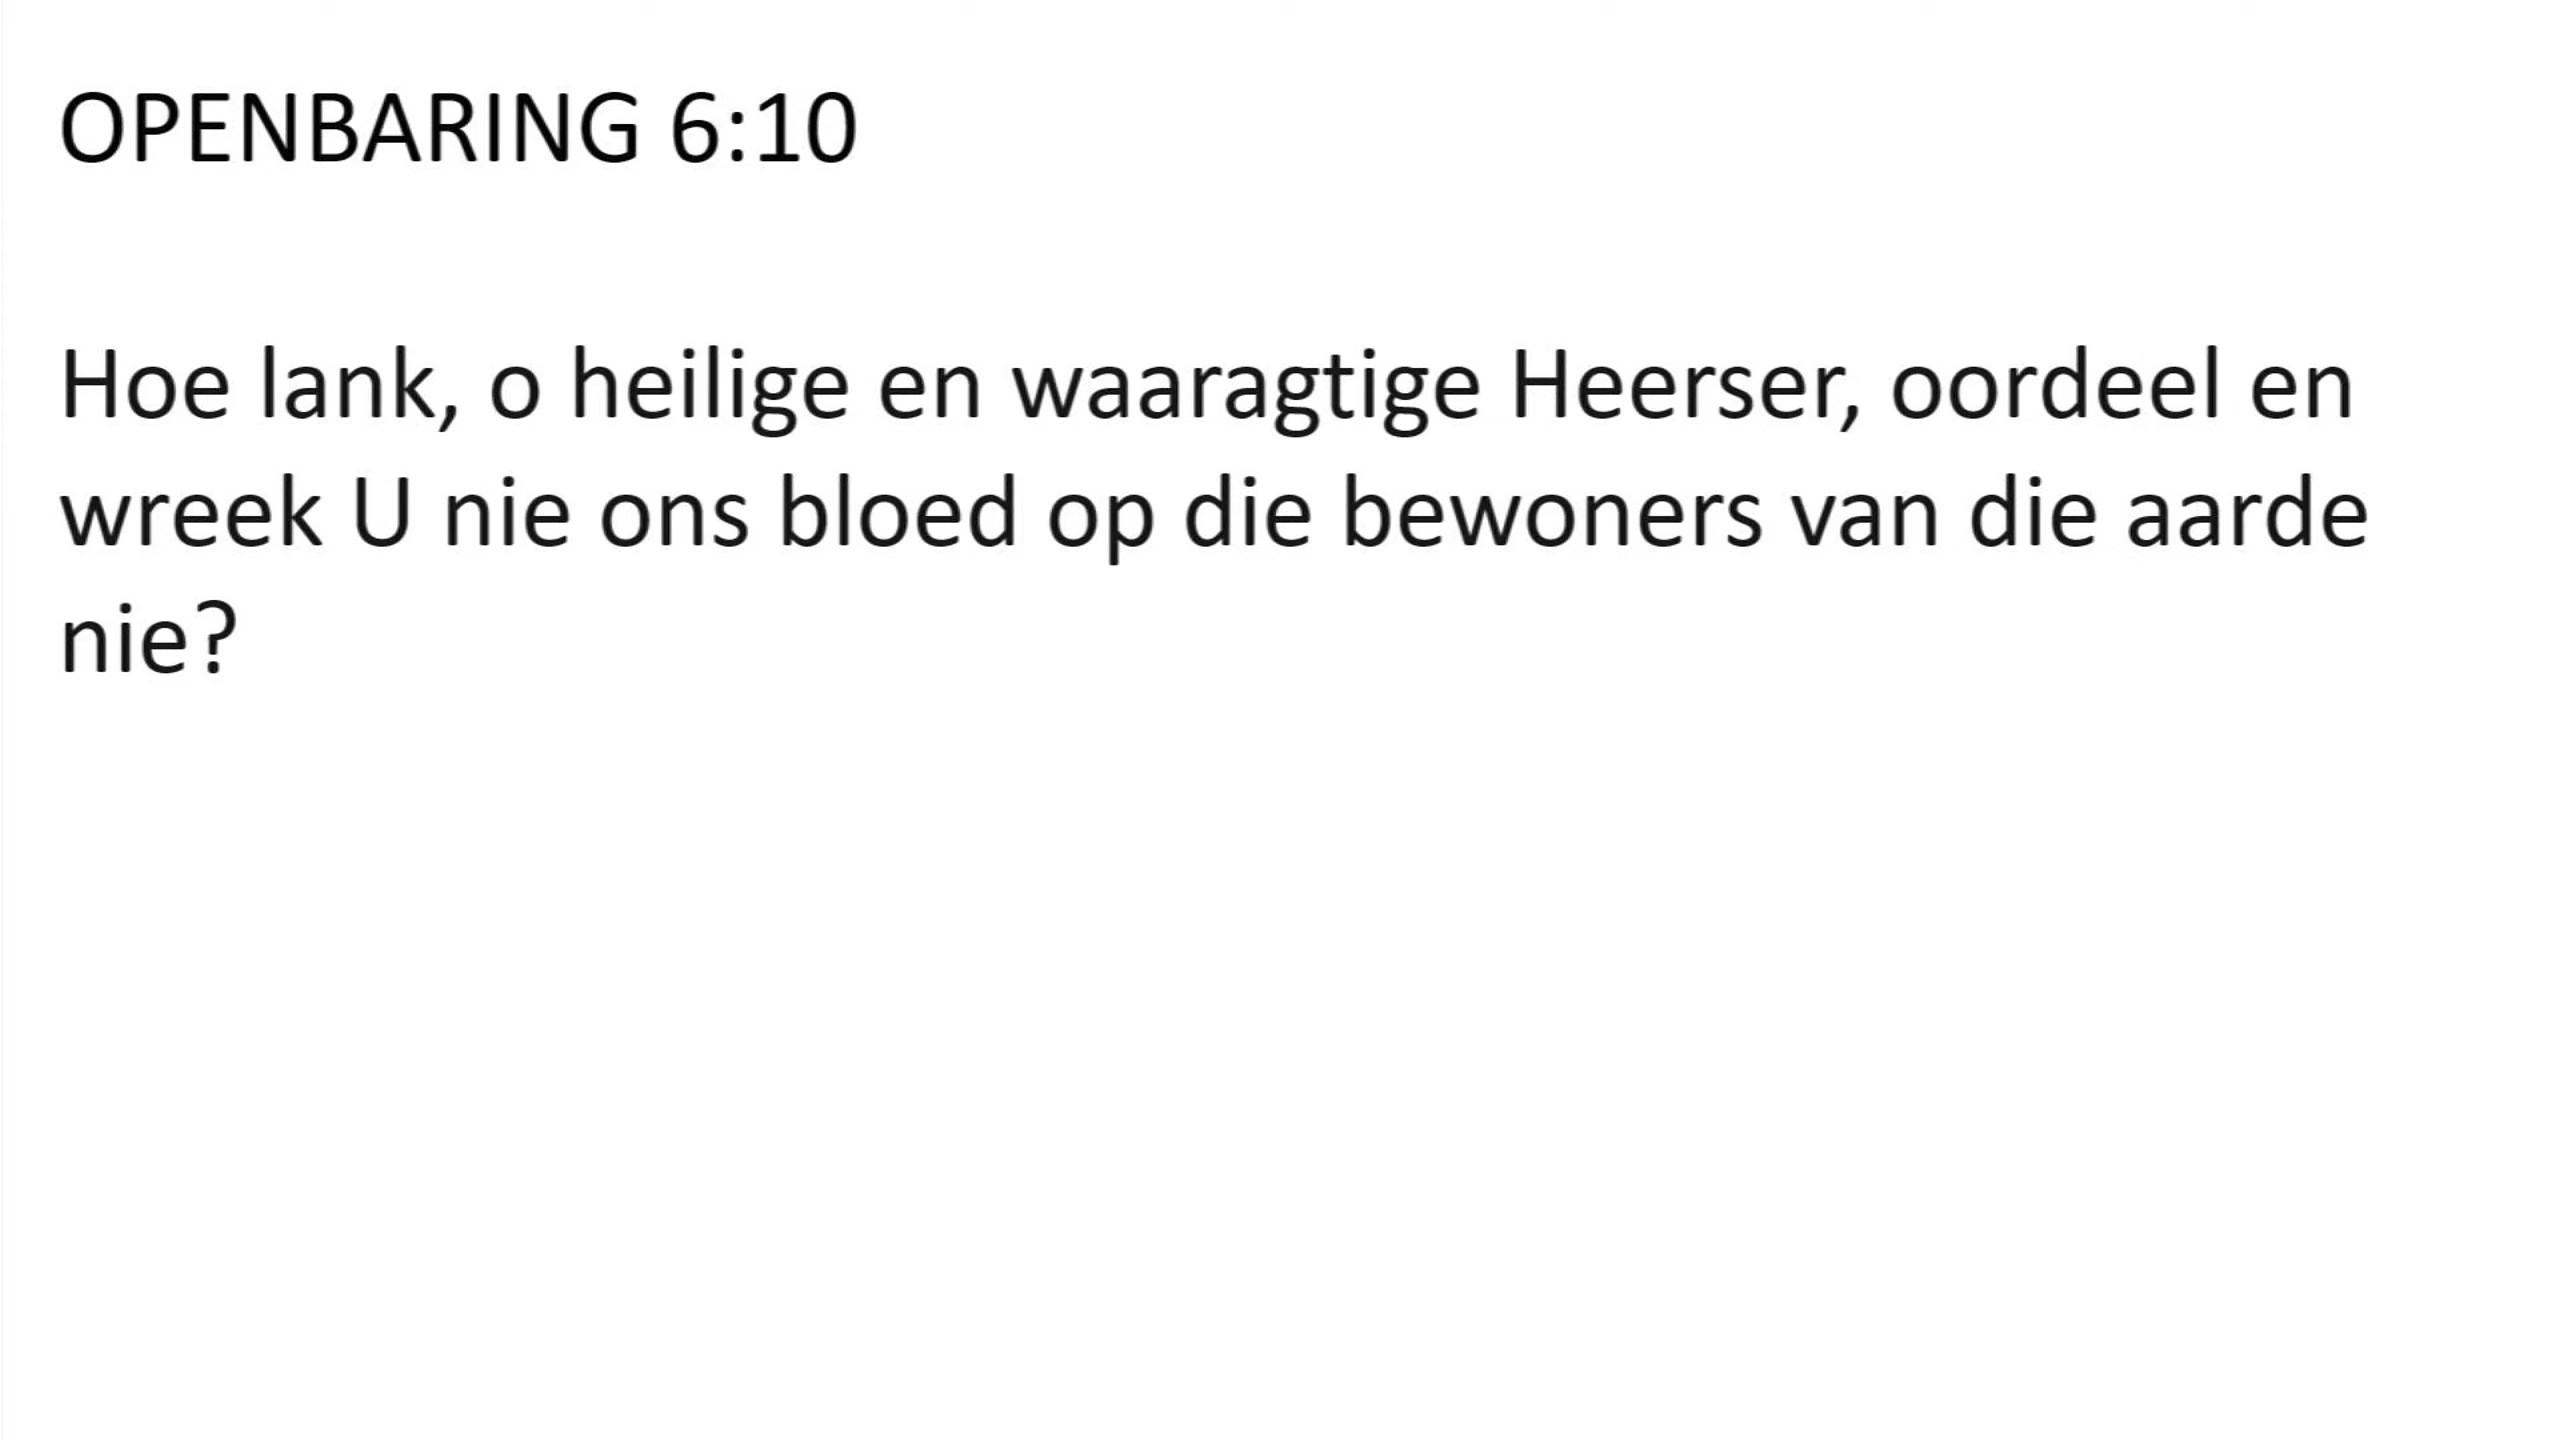 OPENBARING 6:10
Hoe lank, o heilige en waaragtige Heerser, oordeel en
wreek U nie ons bloed op die bewoners van die aarde
nie?